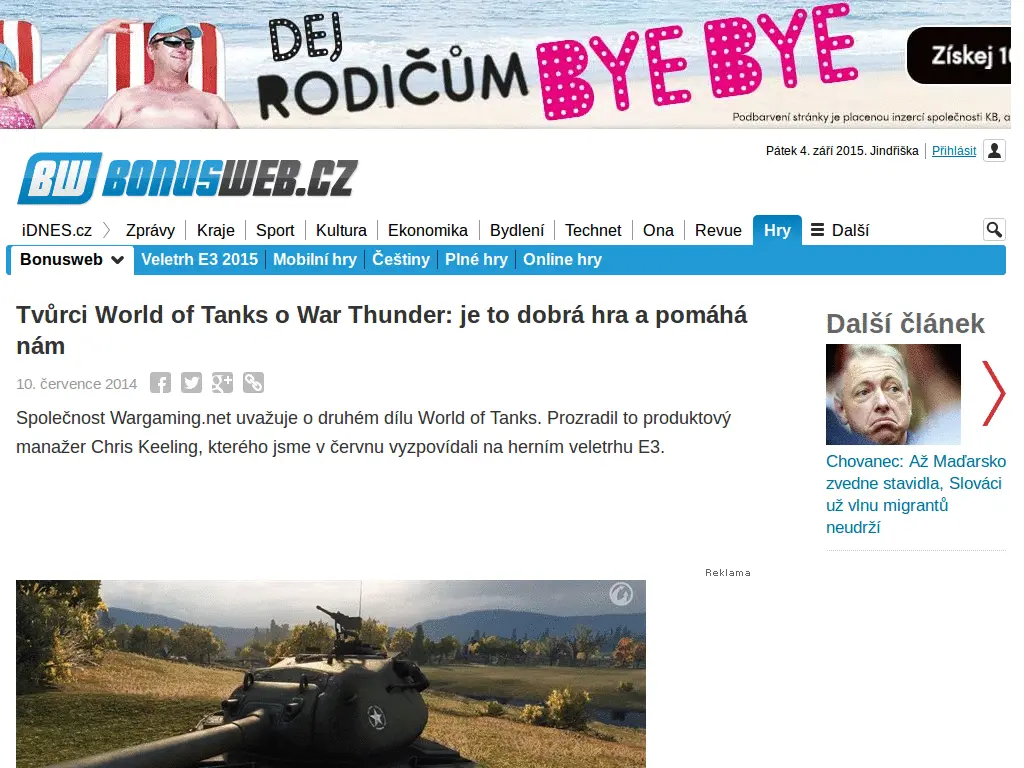 DEJ
RODIČŮM
BYE BYE
Získej
Podbarvení stránky je placenou inzercí společnosti KB, a
Pátek 4. září 2015. Jindřiška
Přihlásit
BW BONUSWEB.CZ
iDNES.cz
Zprávy
Kraje
Sport
Kultura
Ekonomika
Bydlení
Technet
Ona
Revue
Hry
Další
Bonusweb
Veletrh E3 2015
Mobilní hry
Češtiny
Plné hry
Online hry
Tvůrci World of Tanks o War Thunder: je to dobrá hra a pomáhá
nám
10. července 2014
Společnost Wargaming.net uvažuje o druhém dílu World of Tanks. Prozradil to produktový
manažer Chris Keeling, kterého jsme v červnu vyzpovídali na herním veletrhu E3.
Další článek
Chovanec: Až Maďarsko
zvedne stavidla, Slováci
už vlnu migrantů
neudrží
Reklama